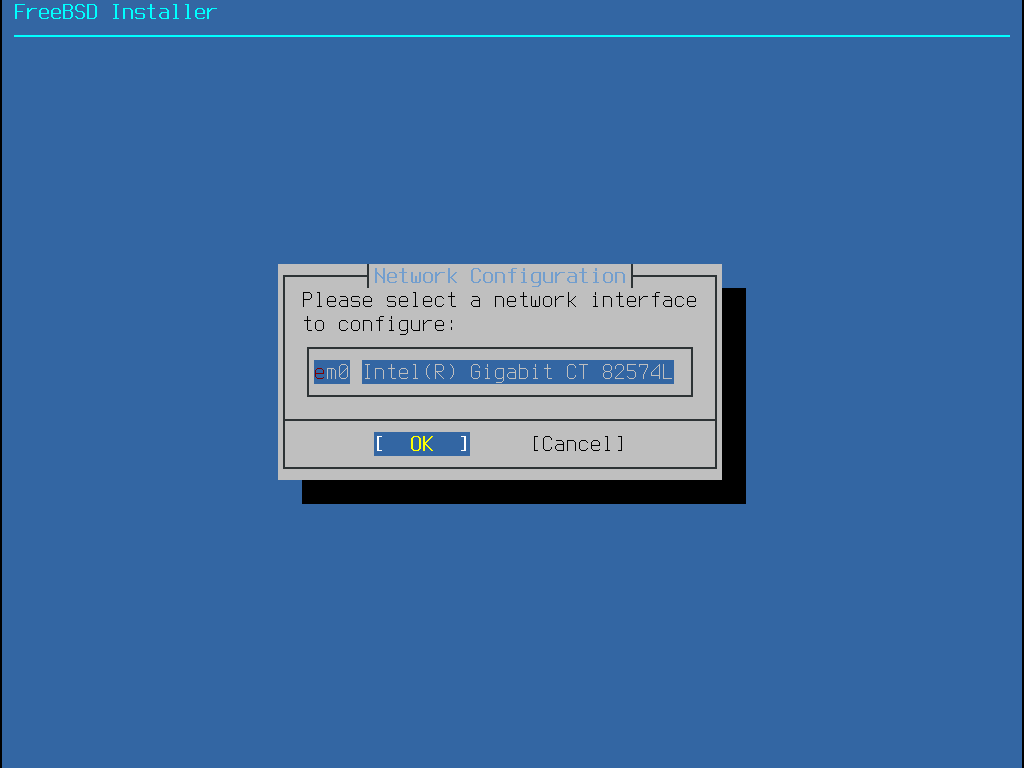 FreeBSD Installer
Network Configuration
Please select a network interface
to configure:
em0 Intel(R) Gigabit CT 82574L
[  OK  ] [Cancel]